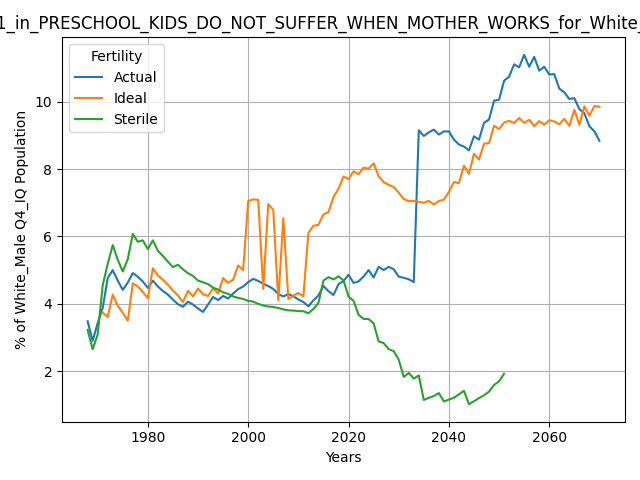 1_in_PRESCHOOL_KIDS_DO_NOT_SUFFER_WHEN_MOTHER_WORKS_for_White_
Fertility
Actual
Ideal
Sterile
% of White_Male Q4_IQ Population
10
8
6
4
2
1980
2000
2020
2040
2060
Years